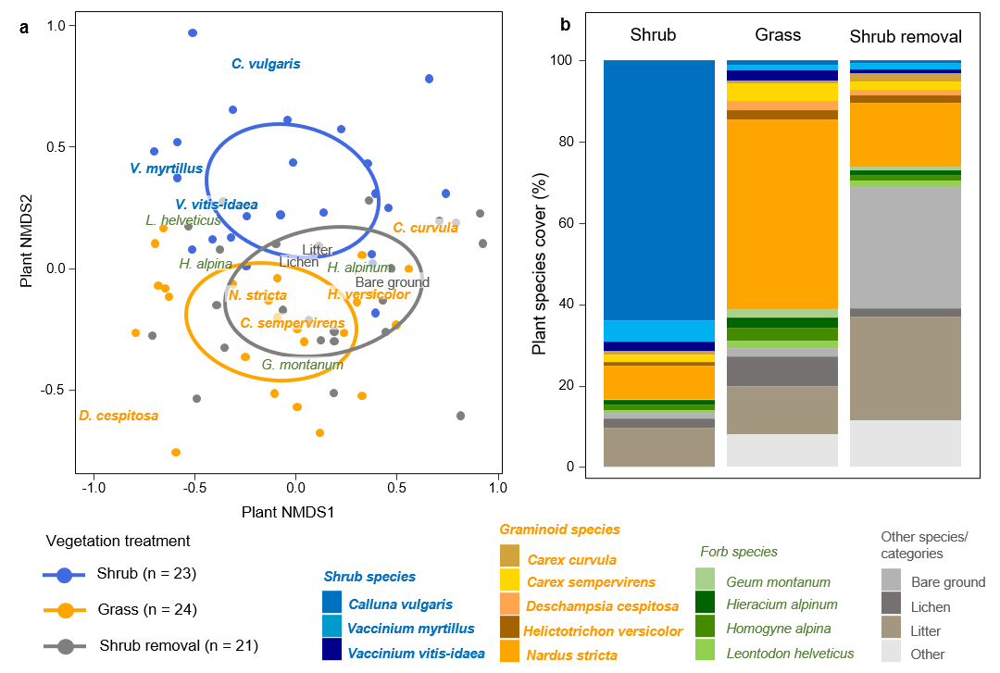 a
1.0
0.5
0.0
-0.5
Plant NMDS2
C. vulgaris
V. myrtillus
V. vitis-idaea
L. helveticus
C. curvula
Litter
Lichen
H. alpina
H. alpinum
Bare ground
N. stricta
H. versicolor
C. sempervirens
G. montanum
D. cespitosa
-1.0 -0.5 0.0 0.5 1.0
Plant NMDS1
b
Shrub Grass Shrub removal
100
80
60
40
20
0
Plant species cover (%)
Vegetation treatment
Shrub (n = 23)
Grass (n = 24)
Shrub removal (n = 21)
Shrub species
Calluna vulgaris
Vaccinium myrtillus
Vaccinium vitis-idaea
Graminoid species
Carex curvula
Carex sempervirens
Deschampsia cespitosa
Helictotrichon versicolor
Nardus stricta
Forb species
Geum montanum
Hieracium alpinum
Homogyne alpina
Leontodon helveticus
Other species/
categories
Bare ground
Lichen
Litter
Other